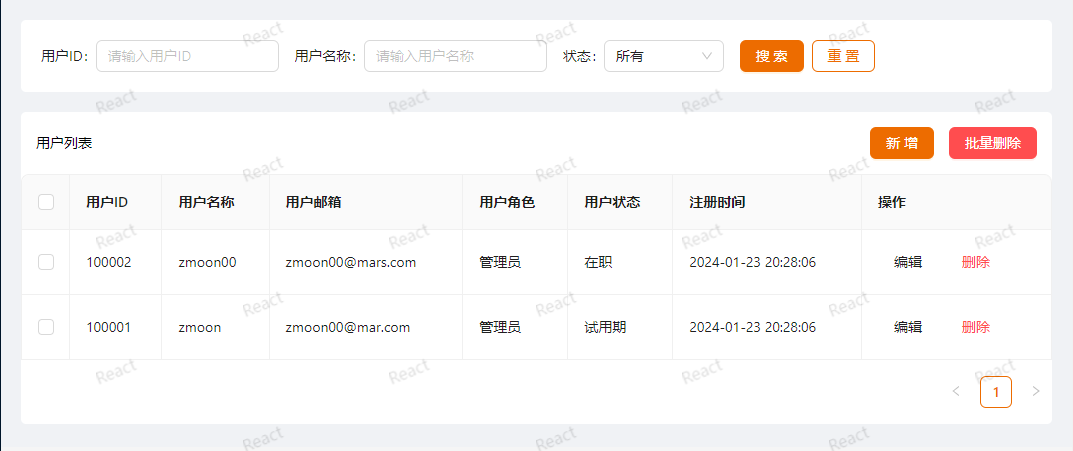 用户ID: 请输入用户ID 用户名称: 请输入用户名称 状态: 所有 搜 索 重 置
用户列表 新 增 批量删除
用户ID 用户名称 用户邮箱 用户角色 用户状态 注册时间 操作
100002 zmoon00 zmoon00@mars.com 管理员 在职 2024-01-23 20:28:06 编辑 删除
100001 zmoon zmoon00@mar.com 管理员 试用期 2024-01-23 20:28:06 编辑 删除
< 1 >
React React React
React React React React
React React React
React React React React
React React React
React React React React
React React React